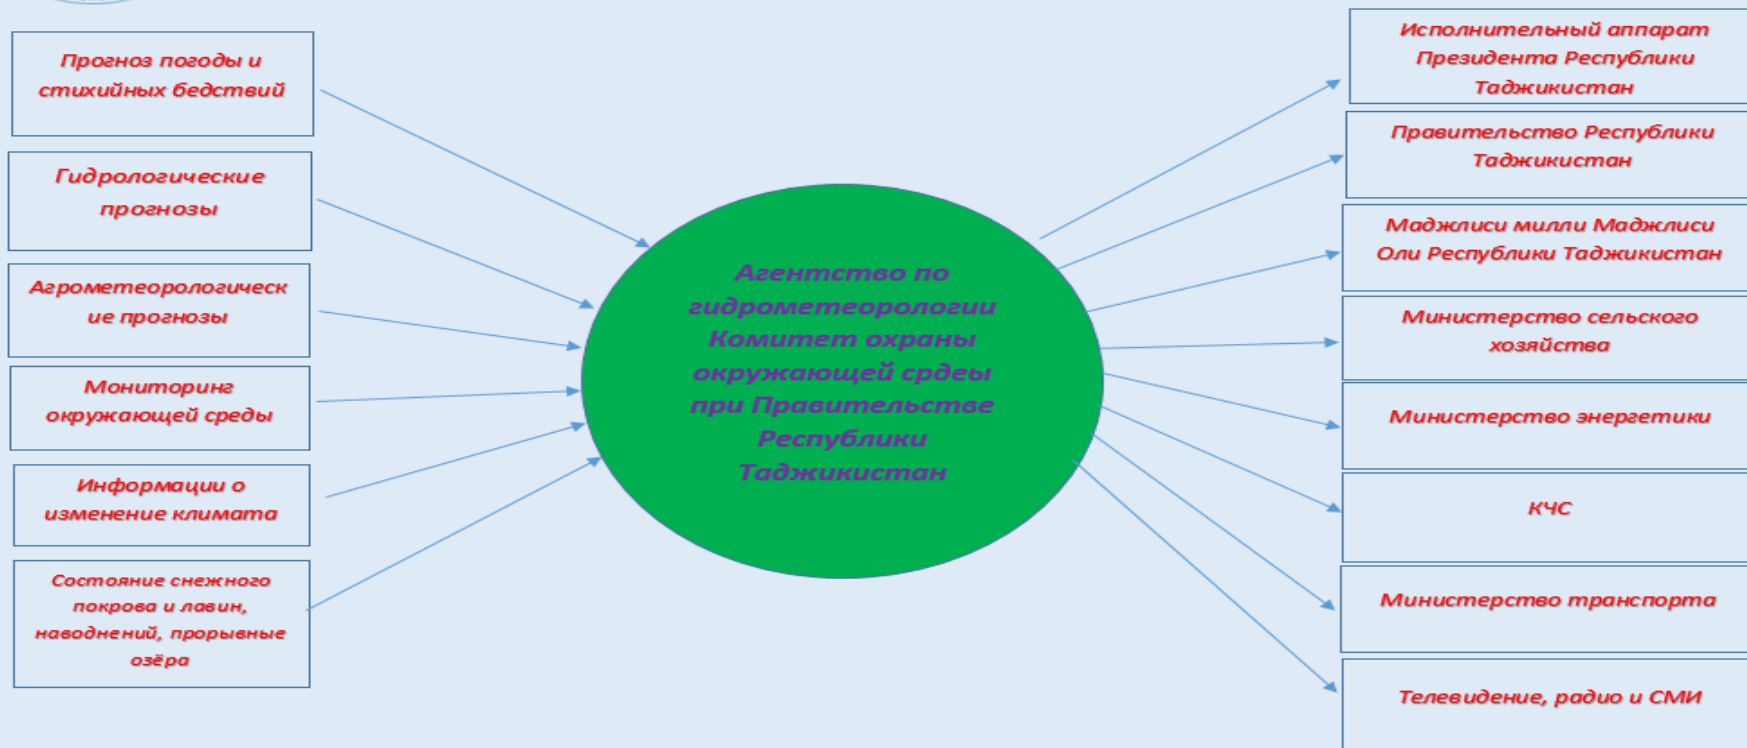 Прогноз погоды и
стихийных бедствий
Гидрологические
прогнозы
Агрометеорологическ
ие прогнозы
Мониторинг
окружающей среды
Информации о
изменение климата
Состояние снежного
покрова и лавин,
наводнений, прорывные
озёра
Агентство по
гидрометеорологии
Комитет охраны
окружающей срдеы
при Правительстве
Республики
Таджикистан
Исполнительный аппарат
Президента Республики
Таджикистан
Правительство Республики
Таджикистан
Маджлиси милли Маджлиси
Оли Республики Таджикистан
Министерство сельского
хозяйства
Министерство энергетики
КЧС
Министерство транспорта
Телевидение, радио и СМИ